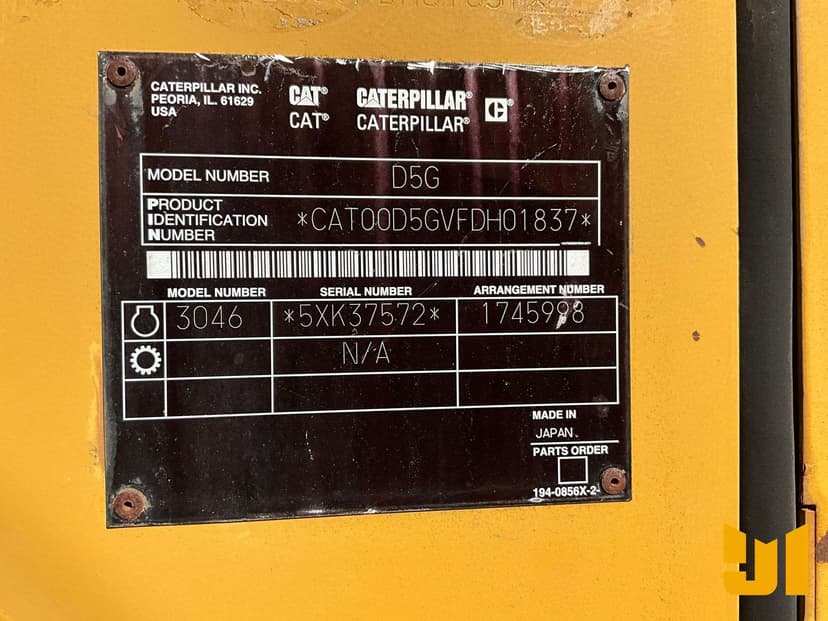 CATERPILLAR INC.
PEORIA, IL. 61629
USA
CAT® CATERPILLAR® C®
CAT® CATERPILLAR®
MODEL NUMBER D5G
PRODUCT
IDENTIFICATION
NUMBER
*CAT00D5GVFDH01837*
MODEL NUMBER SERIAL NUMBER ARRANGEMENT NUMBER
3046 *5XK37572* 1745998
N/A
MADE IN
JAPAN.
PARTS ORDER
194-0856X-2-